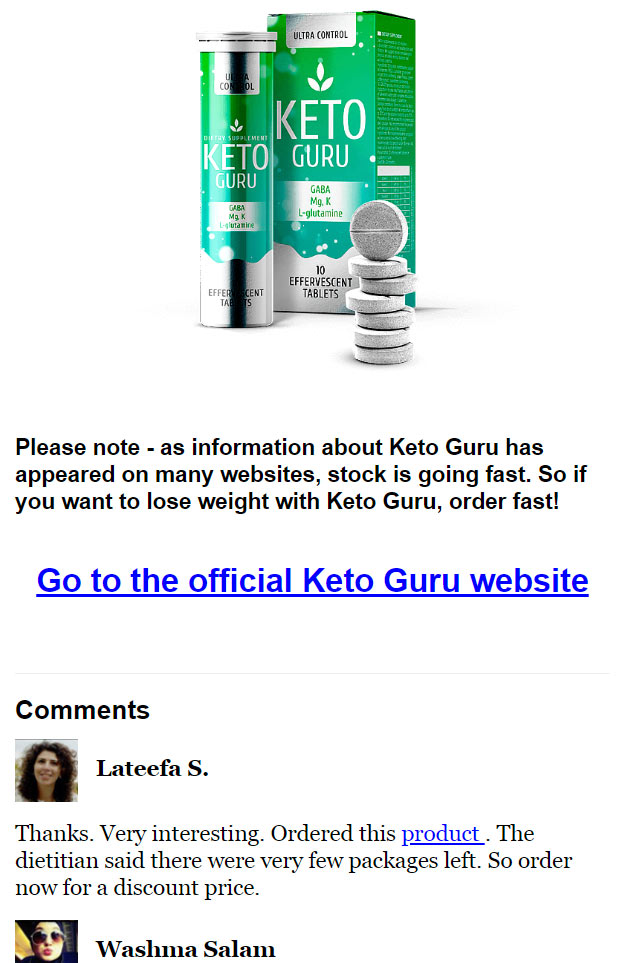 ULTRA CONTROL
ULTRA
CONTROL
DIETARY SUPPLEMENT
KETO
GURU
GABA
Mg, K
L-glutamine
EFFERVESCENT
TABLETS
KETO
GURU
GABA
Mg, K
L-glutamine
10
EFFERVESCENT
TABLETS
Please note - as information about Keto Guru has
appeared on many websites, stock is going fast. So if
you want to lose weight with Keto Guru, order fast!
Go to the official Keto Guru website
Comments
Lateefa S.
Thanks. Very interesting. Ordered this product . The
dietitian said there were very few packages left. So order
now for a discount price.
Washma Salam